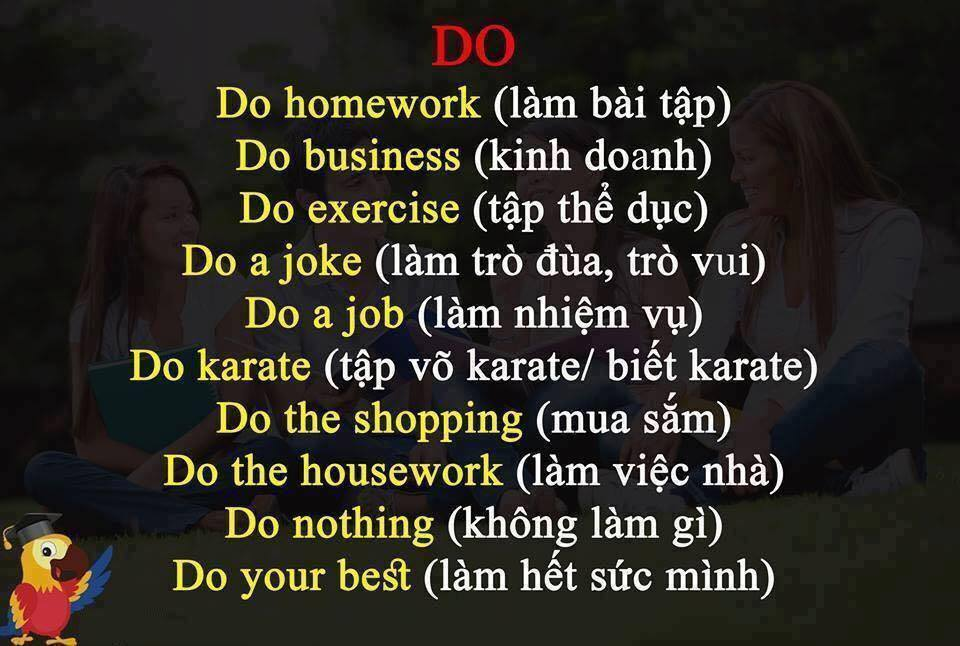 DO
Do homework (làm bài tập)
Do business (kinh doanh)
Do exercise (tập thể dục)
Do a joke (làm trò đùa, trò vui)
Do a job (làm nhiệm vụ)
Do karate (tập võ karate/ biết karate)
Do the shopping (mua sắm)
Do the housework (làm việc nhà)
Do nothing (không làm gì)
Do your best (làm hết sức mình)